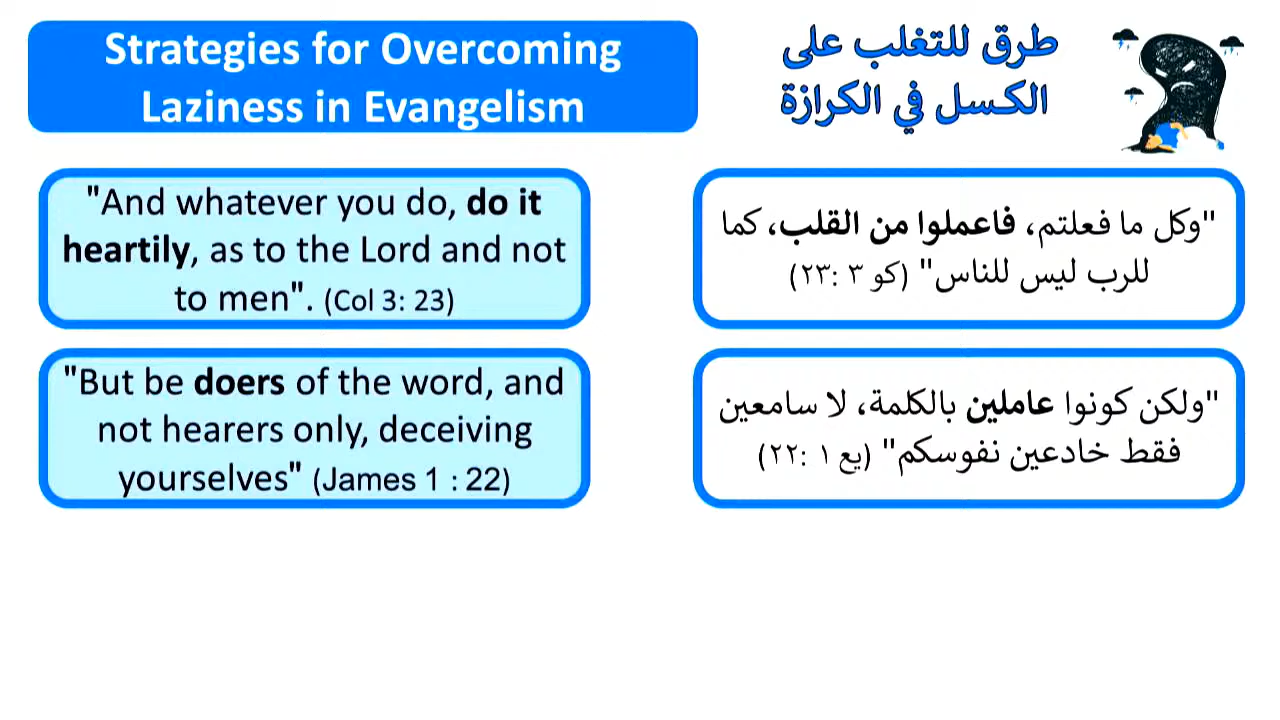 Strategies for Overcoming
Laziness in Evangelism
طرق للتغلب على
الكسل في الكرازة
"And whatever you do, do it
heartily, as to the Lord and not
to men". (Col 3: 23)
"وكل ما فعلتم، فاعملوا من القلب، كما
للرب ليس للناس" (كو ٣ :٢٣)
"But be doers of the word, and
not hearers only, deceiving
yourselves" (James 1 : 22)
"ولكن كونوا عاملين بالكلمة، لا سامعين
فقط خادعين نفوسكم" (يع ١ :٢٢)